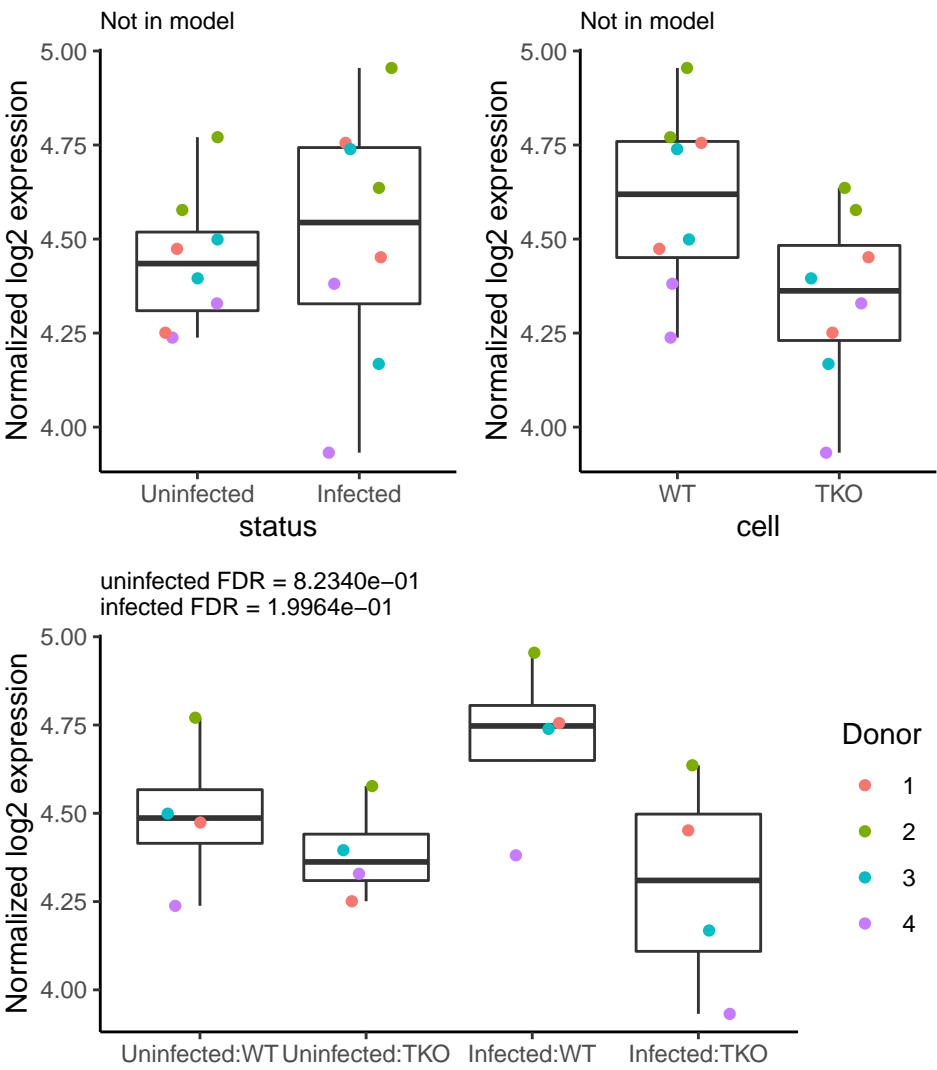 Not in model
Normalized log2 expression
5.00
4.75
4.50
4.25
4.00
Uninfected Infected
status
Not in model
Normalized log2 expression
5.00
4.75
4.50
4.25
4.00
WT TKO
cell
uninfected FDR = 8.2340e−01
infected FDR = 1.9964e−01
Normalized log2 expression
5.00
4.75
4.50
4.25
4.00
Uninfected:WT Uninfected:TKO Infected:WT Infected:TKO
Donor
1
2
3
4